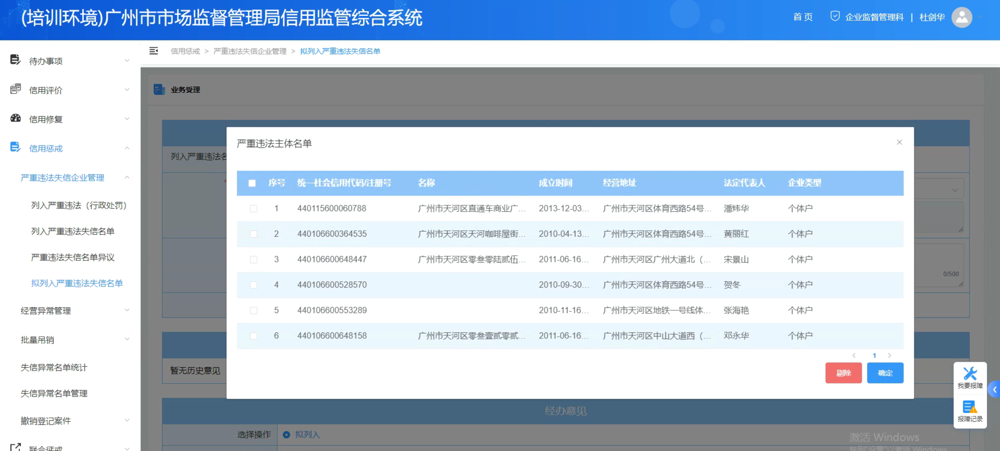 (培训环境)广州市市场监督管理局信用监管综合系统
首页 企业监督管理科 | 杜剑华
信用惩戒 > 严重违法失信企业管理 > 拟列入严重违法失信名单
待办事项
信用评价
信用修复
信用惩戒
严重违法失信企业管理
列入严重违法（行政处罚）
列入严重违法失信名单
严重违法失信名单异议
拟列入严重违法失信名单
经营异常管理
批量吊销
失信异常名单统计
失信异常名单管理
撤销登记案件
联合惩戒
业务受理
列入严重违法名
*
0/500
暂无历史意见
严重违法主体名单
序号 统一社会信用代码/注册号 名称 成立时间 经营地址 法定代表人 企业类型
1 440115600060788 广州市天河区直通车商业广... 2013-12-03... 广州市天河区体育西路54号... 潘炜华 个体户
2 440106600364535 广州市天河区天河咖啡屋街... 2010-04-13... 广州市天河区体育西路54号... 黄丽红 个体户
3 440106600648447 广州市天河区零叁零陆贰伍... 2011-06-16... 广州市天河区广州大道北（... 宋景山 个体户
4 440106600528570 2010-09-30... 广州市天河区体育西路54号... 贺冬 个体户
5 440106600553289 2010-11-16... 广州市天河区地铁一号线体... 张海艳 个体户
6 440106600648158 广州市天河区零叁壹贰零贰... 2011-06-16... 广州市天河区中山大道西（... 邓永华 个体户
1
剔除 确定
经办意见
选择操作 拟列入
我要报障
报障记录
激活 Windows
转到"设置"以激活 Windows